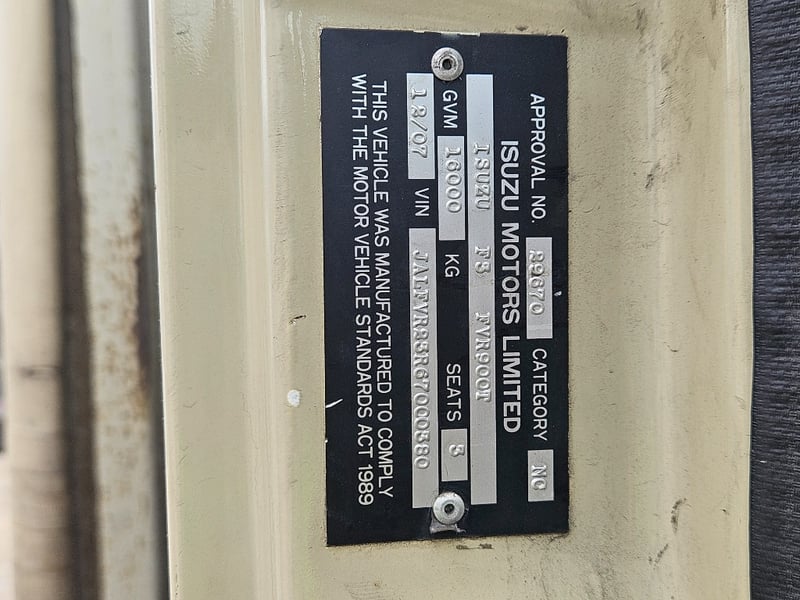 APPROVAL NO. 29670 CATEGORY NC
ISUZU MOTORS LIMITED
ISUZU F3 FVR900T
GVM 16000 KG SEATS 3
12/07 VIN JALFVR33R67000380
THIS VEHICLE WAS MANUFACTURED TO COMPLY
WITH THE MOTOR VEHICLE STANDARDS ACT 1989